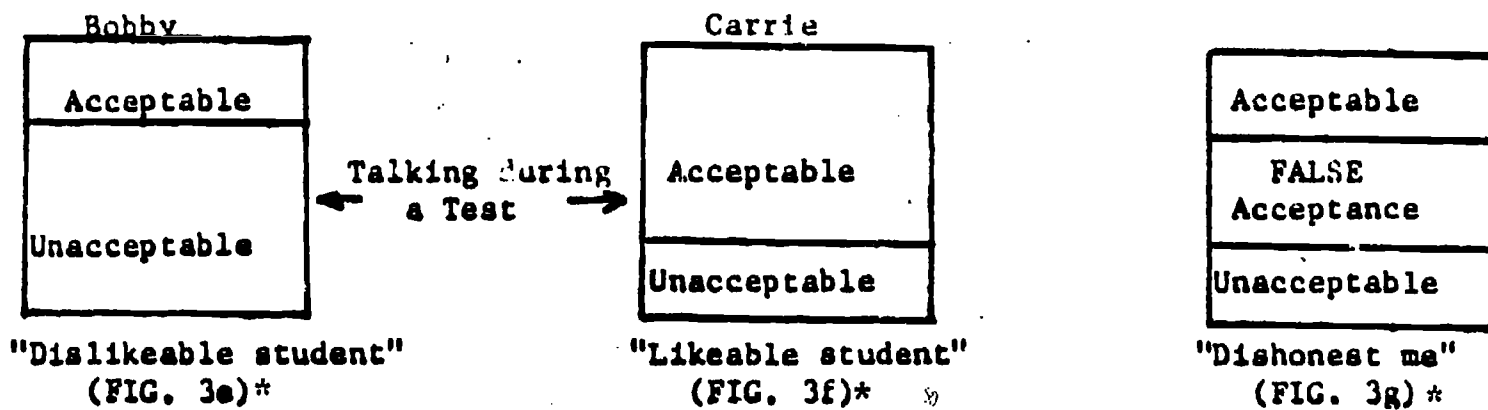 Bobby
Acceptable
Unacceptable
"Dislikeable student"
(FIG. 3e)*
Talking during
a Test
Carrie
Acceptable
Unacceptable
"Likeable student"
(FIG. 3f)*
Acceptable
FALSE
Acceptance
Unacceptable
"Dishonest me"
(FIG. 3g)*